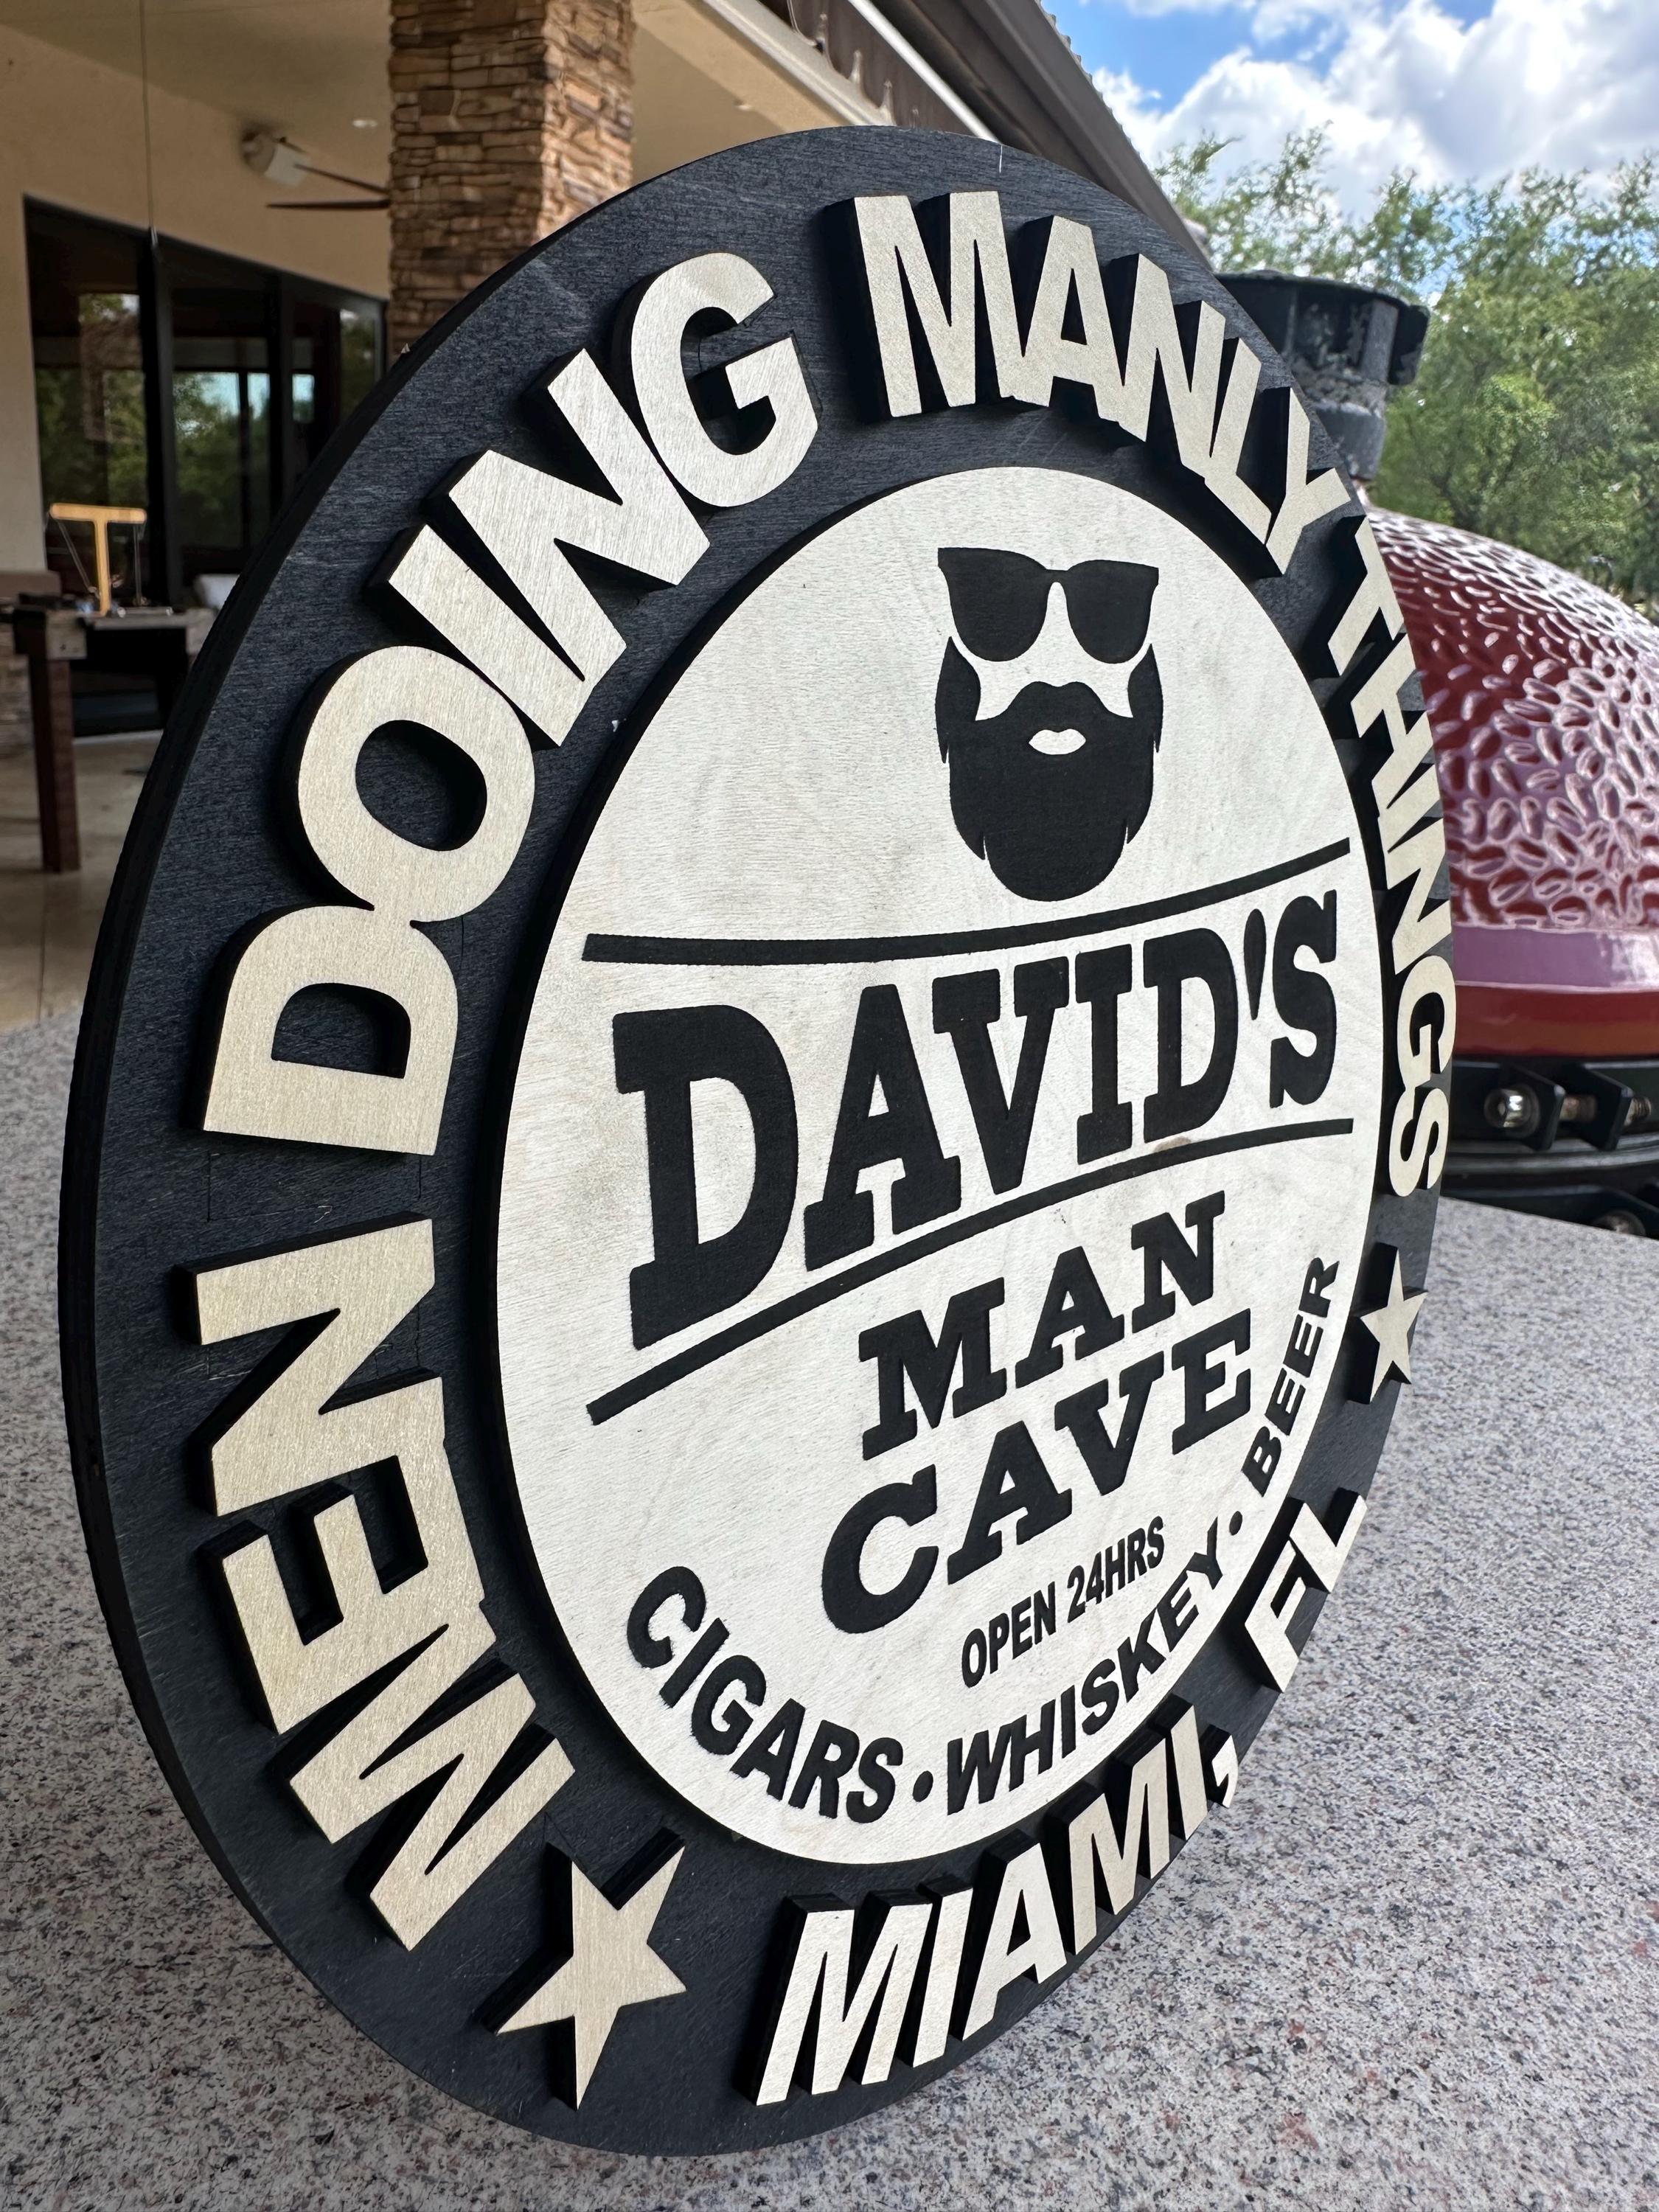 MEN DOING MANLY THINGS
DAVID'S
MAN
CAVE
OPEN 24HRS
CIGARS • WHISKEY • BEER
MIAMI, FL